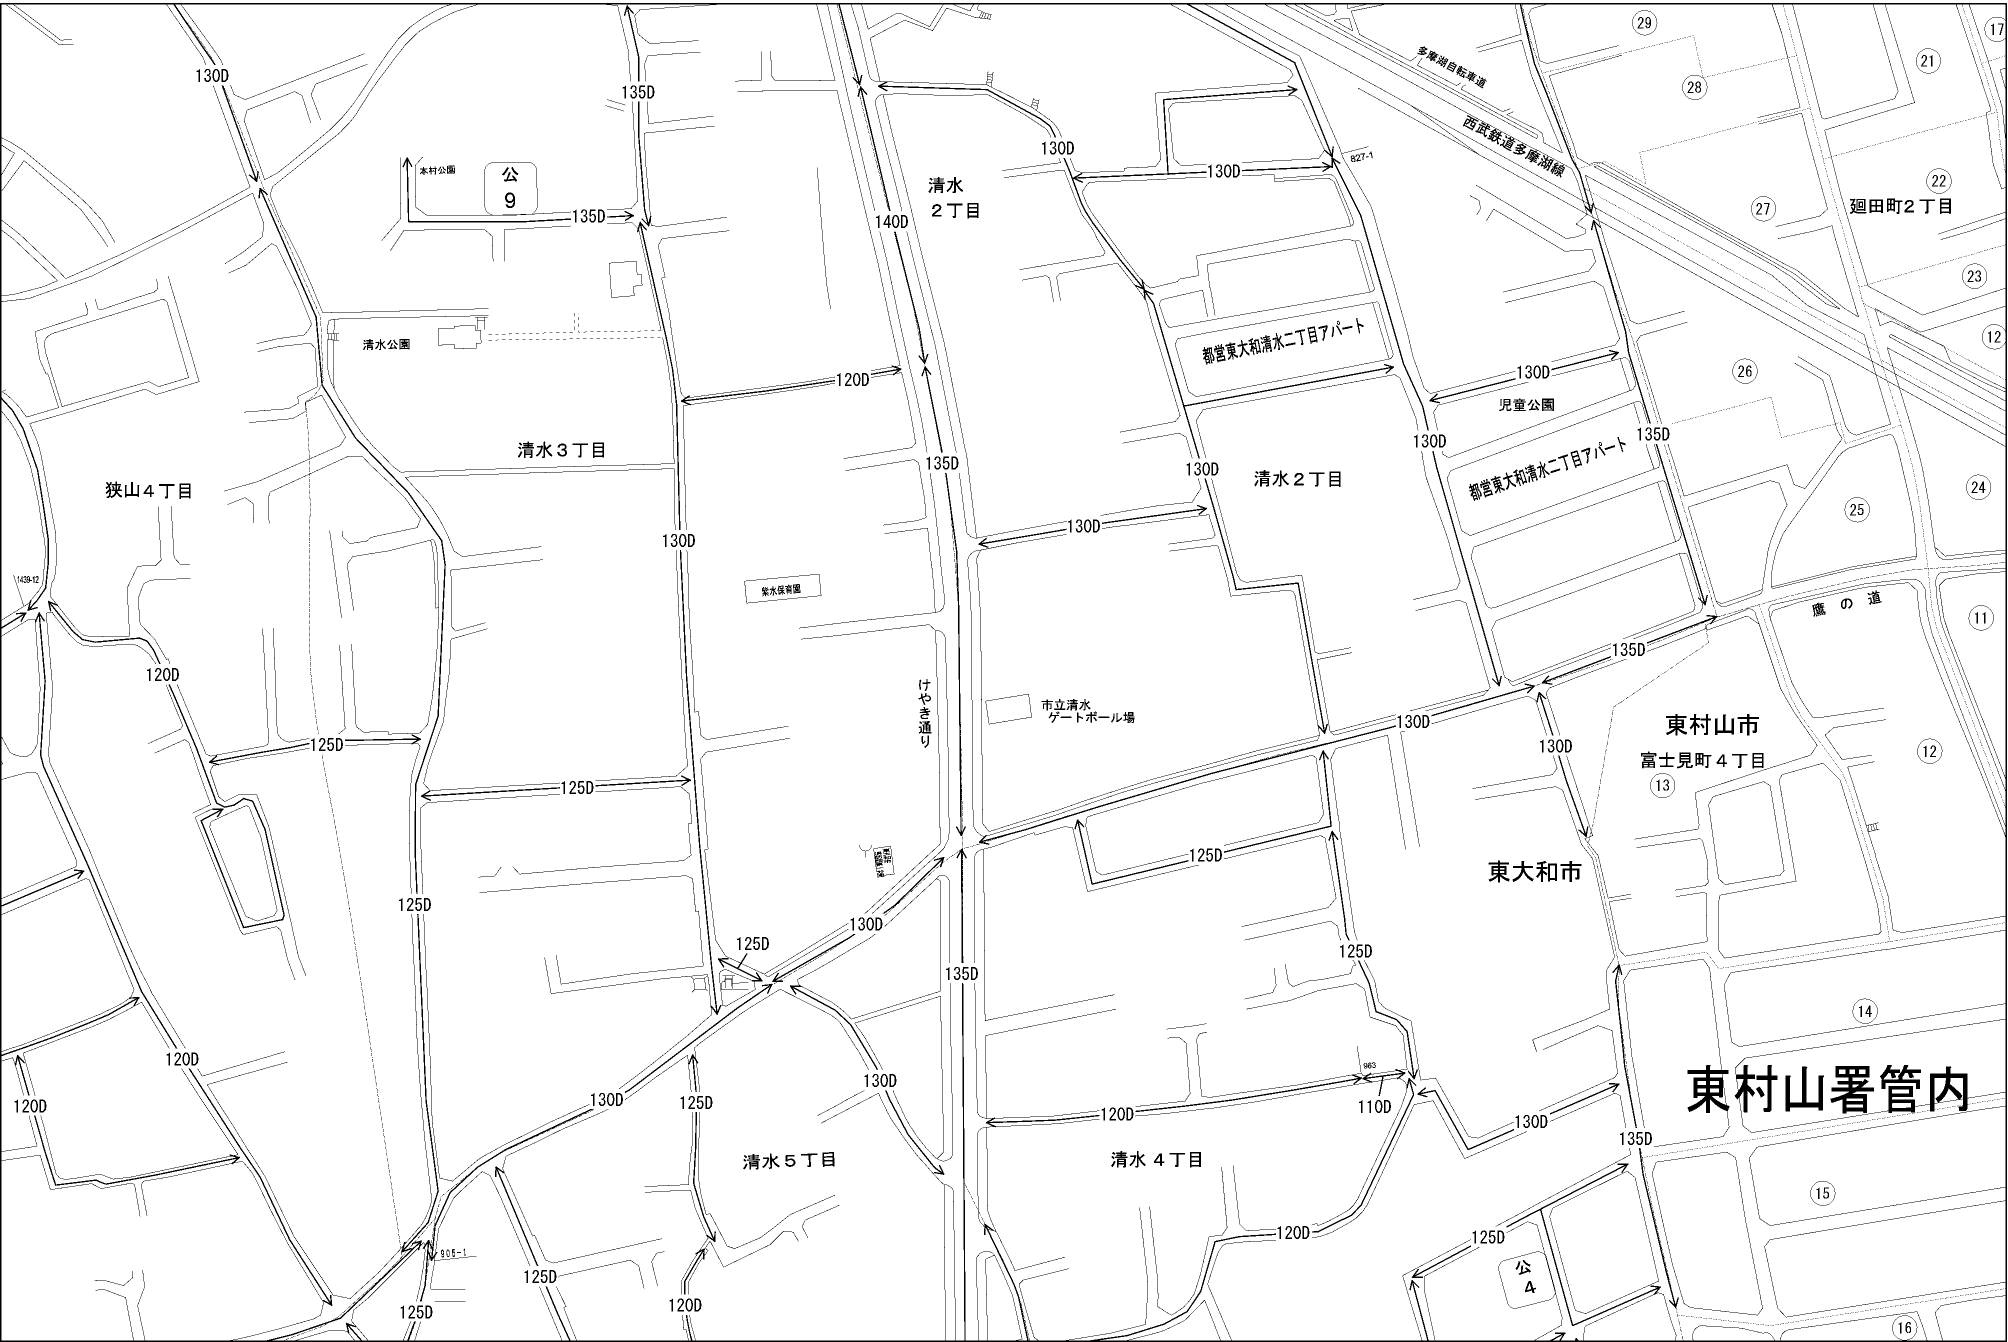 29
17
21
多摩湖自転車道
130D
28
135D
西武鉄道多摩湖線
130D
827-1
本村公園
公
9
130D
清水
2丁目
22
27
廻田町2丁目
135D
140D
23
清水公園
都営東大和清水二丁目アパート
12
120D
130D
26
児童公園
135D
130D
清水3丁目
135D
130D
清水2丁目
都営東大和清水二丁目アパート
狭山4丁目
24
25
130D
130D
1439-12
紫水保育園
鷹の道
11
135D
120D
けやき通り
市立清水
ゲートボール場
130D
東村山市
125D
130D
12
富士見町4丁目
125D
13
125D
東大和市
125D
130D
125D
125D
135D
14
120D
963
130D
東村山署管内
130D
125D
120D
110D
120D
130D
135D
清水5丁目
清水4丁目
15
120D
125D
905-1
公
4
125D
120D
125D
16